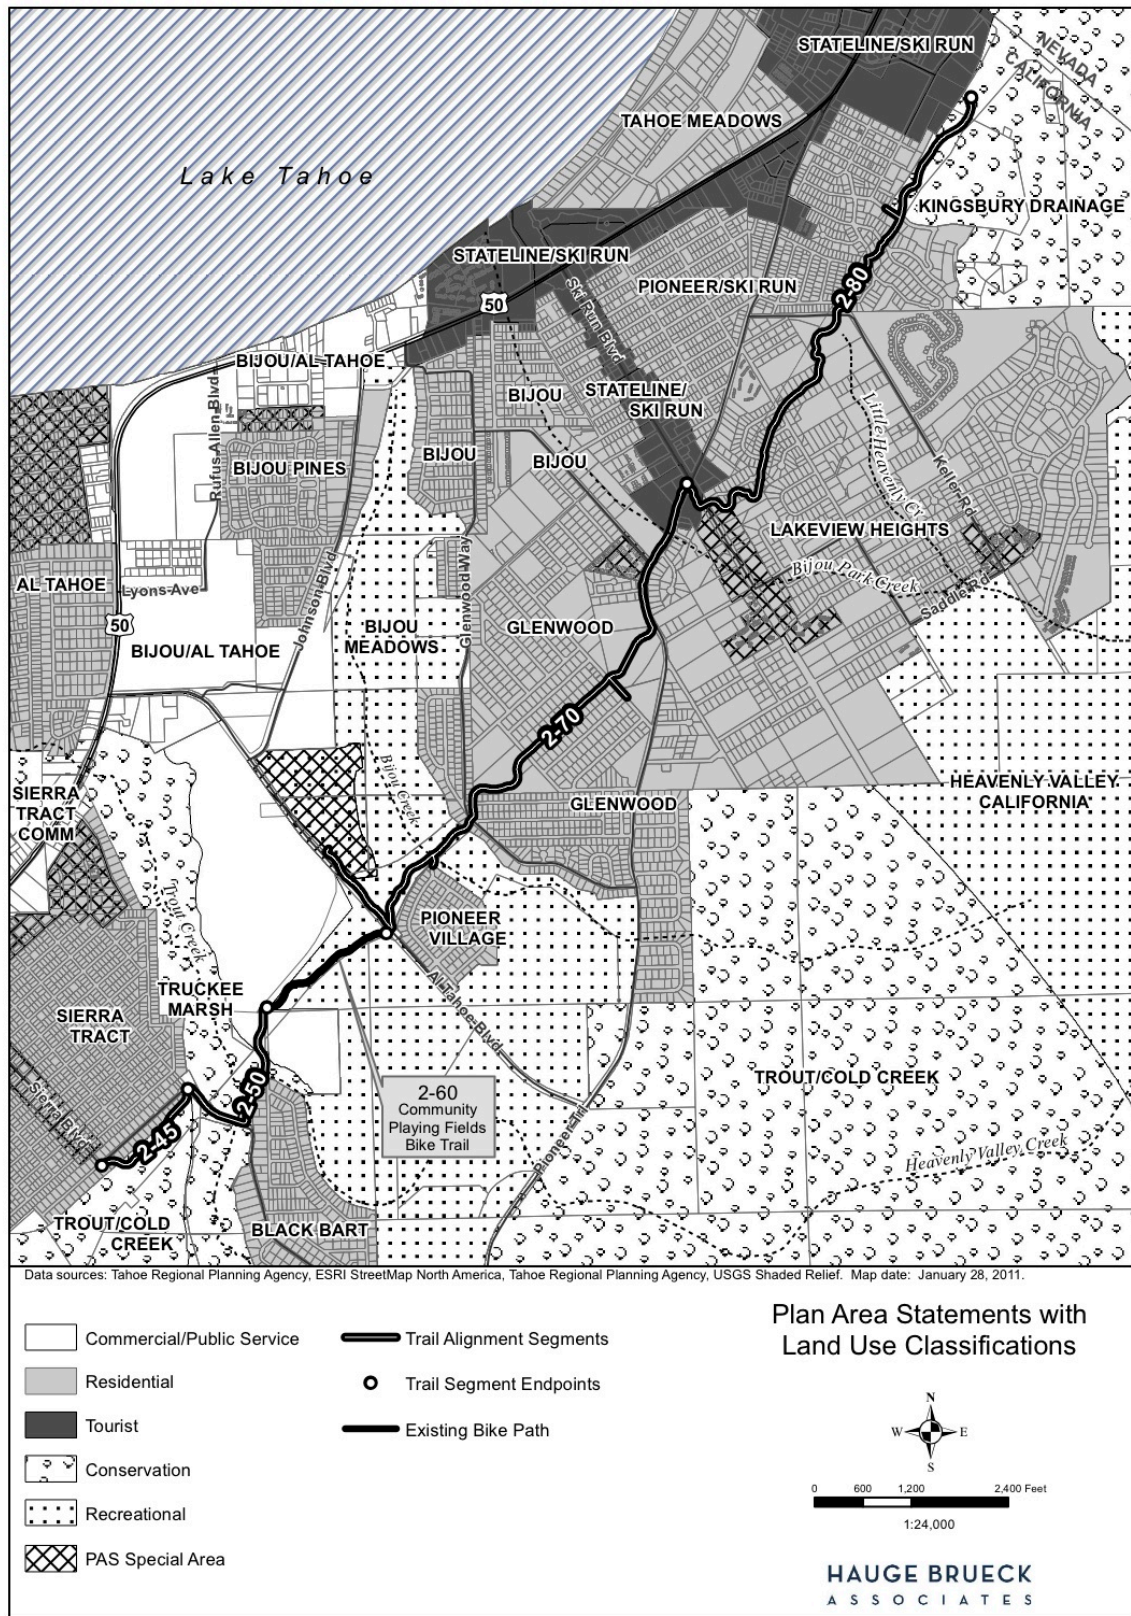 STATELINE/SKI RUN
NEVADA
CALIFORNIA
TAHOE MEADOWS
Lake Tahoe
KINGSBURY DRAINAGE
STATELINE/SKI RUN
PIONEER/SKI RUN
2-80
50
Ski Run Blvd
BIJOU/AL TAHOE
Rufus Allen Blvd
BIJOU
STATELINE/
SKI RUN
Little Heavenly Cr.
BIJOU PINES
BIJOU
BIJOU
Keller Rd
LAKEVIEW HEIGHTS
AL TAHOE
Lyons Ave
Johnson Blvd
Glenwood Way
Bijou Park Creek
Saddle Rd
50
BIJOU/AL TAHOE
BIJOU
MEADOWS
GLENWOOD
2-70
Bijou Creek
SIERRA
TRACT
COMM
GLENWOOD
HEAVENLY VALLEY
CALIFORNIA
Trout Creek
PIONEER
VILLAGE
TRUCKEE
MARSH
SIERRA
TRACT
Al Tahoe Blvd
Sierra Blvd
2-45
2-50
2-60
Community
Playing Fields
Bike Trail
TROUT/COLD CREEK
Pioneer Trl
Heavenly Valley Creek
TROUT/COLD
CREEK
BLACK BART
Data sources: Tahoe Regional Planning Agency, ESRI StreetMap North America, Tahoe Regional Planning Agency, USGS Shaded Relief. Map date: January 28, 2011.
Plan Area Statements with
Land Use Classifications
Commercial/Public Service
Residential
Tourist
Conservation
Recreational
PAS Special Area
Trail Alignment Segments
Trail Segment Endpoints
Existing Bike Path
N
W E
S
0 600 1,200 2,400 Feet
1:24,000
HAUGE BRUECK
ASSOCIATES